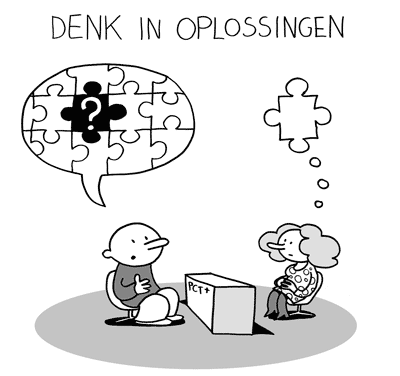 DENK IN OPLOSSINGEN
?
PCT+